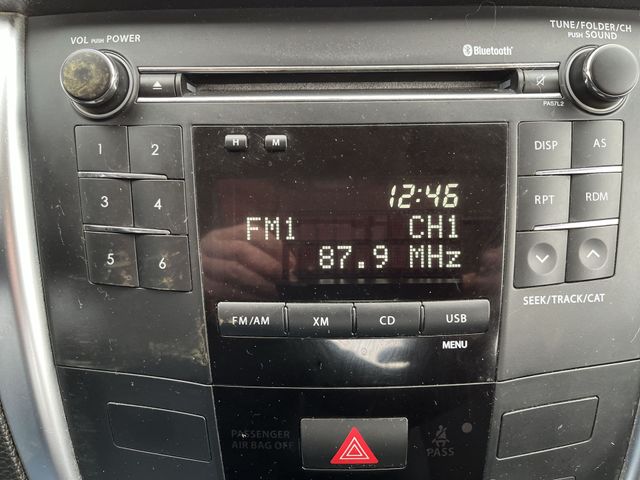 VOL PUSH POWER
Bluetooth
TUNE/FOLDER/CH
PUSH SOUND
PA57L2
1 2
3 4
5 6
H M
12:46
FM1 CH1
87.9 MHz
DISP AS
RPT RDM
SEEK/TRACK/CAT
FM/AM XM CD USB
MENU
PASSENGER
AIR BAG OFF
PASS